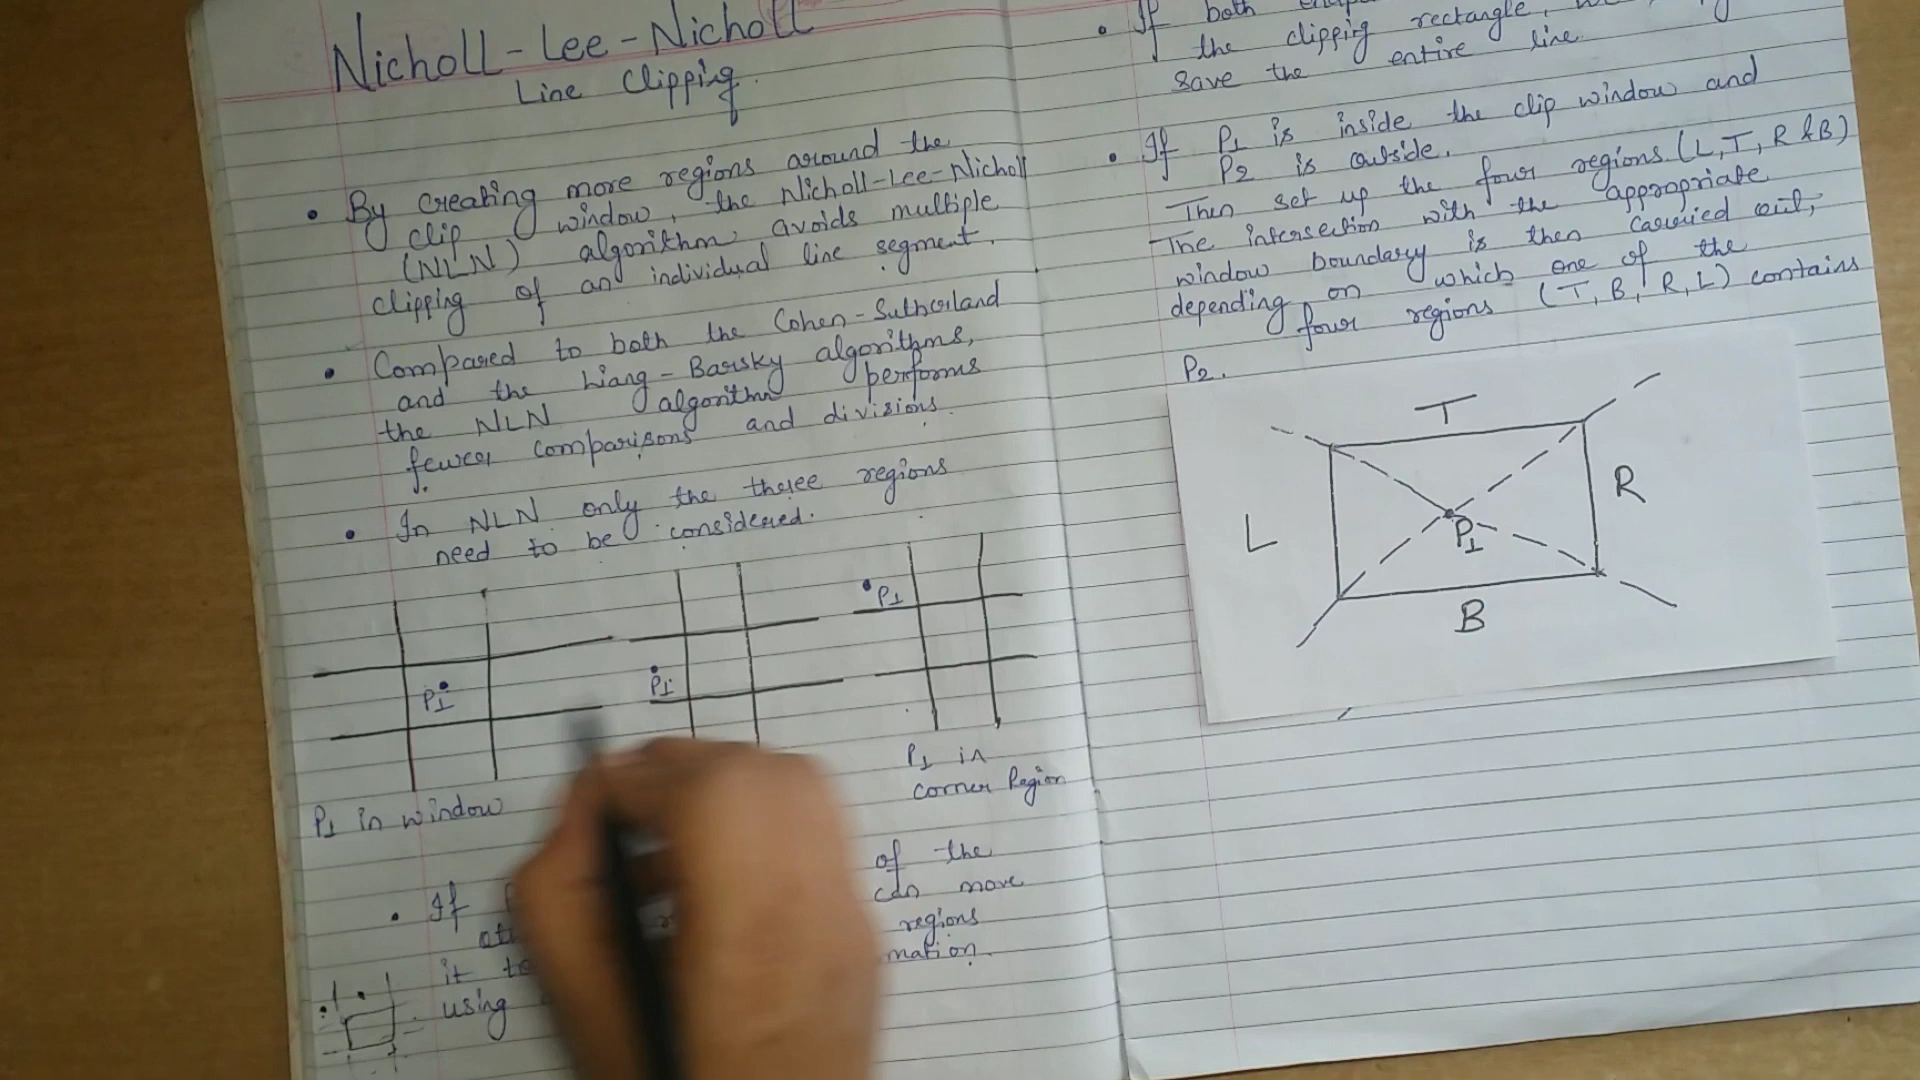 Nicholl-Lee-Nicholl
Line Clipping.
• By creating more regions around the
clip window, the Nicholl-Lee-Nicholl
(NLN) algorithm avoids multiple
clipping of an individual line segment.
• Compared to both the Cohen-Sutherland
and the Liang-Barsky algorithms,
the NLN algorithm performs
fewer comparisons and divisions.
• In NLN only the three regions
need to be considered.
P1
P1
P1
P1 in window
P1 in
corner Region
• If
of the
can move
it
regions
using
mation.
• If both
the clipping rectangle,
save the entire line.
• If P1 is inside the clip window and
P2 is outside.
Then set up the four regions (L, T, R & B)
The intersection with the appropriate
window boundary is then carried out,
depending on which one of the
four regions (T, B, R, L) contains
P2.
T
R
L
P1
B